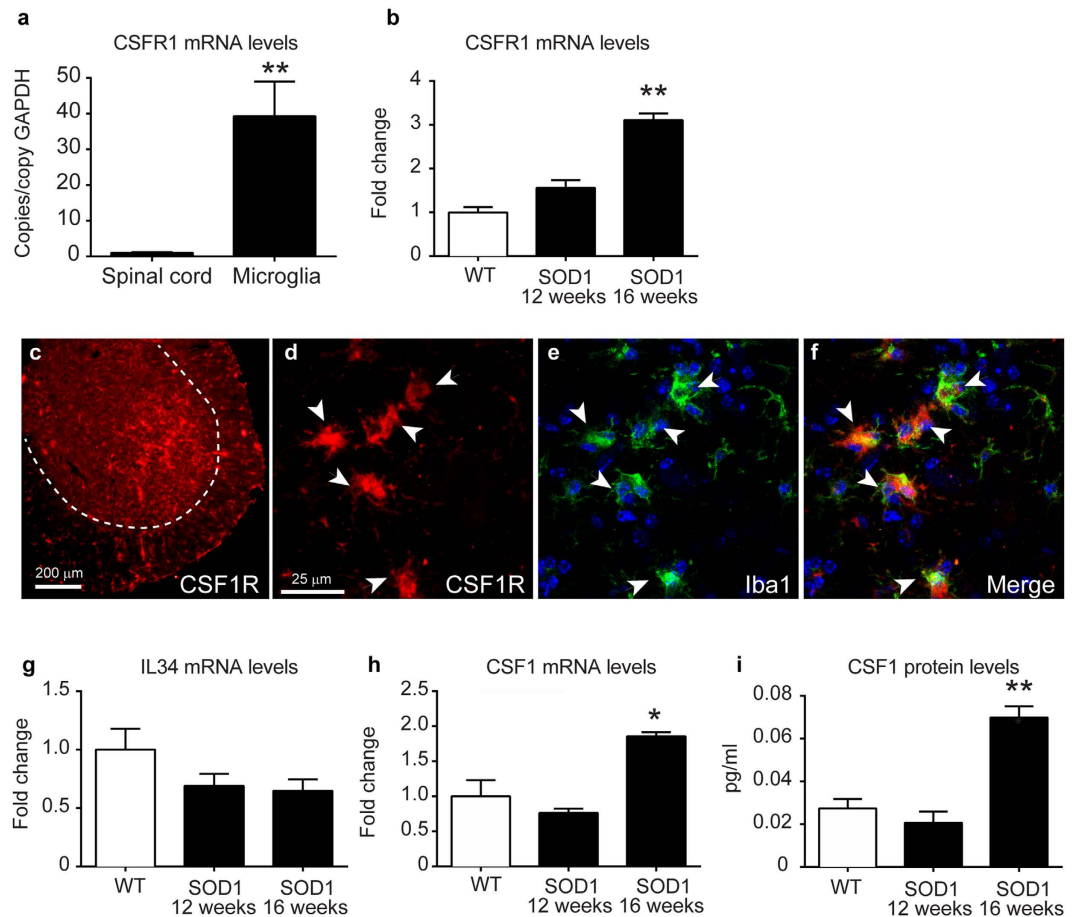 a
CSFR1 mRNA levels
Copies/copy GAPDH
50
40
30
20
10
0
**
Spinal cord
Microglia
b
CSFR1 mRNA levels
Fold change
4
3
2
1
0
**
WT
SOD1
12 weeks
SOD1
16 weeks
c
200 μm
CSF1R
d
25 μm
CSF1R
e
Iba1
f
Merge
g
IL34 mRNA levels
Fold change
1.5
1.0
0.5
0
WT
SOD1
12 weeks
SOD1
16 weeks
h
CSF1 mRNA levels
Fold change
2.5
2.0
1.5
1.0
0.5
0
*
WT
SOD1
12 weeks
SOD1
16 weeks
i
CSF1 protein levels
pg/ml
0.08
0.06
0.04
0.02
0
**
WT
SOD1
12 weeks
SOD1
16 weeks